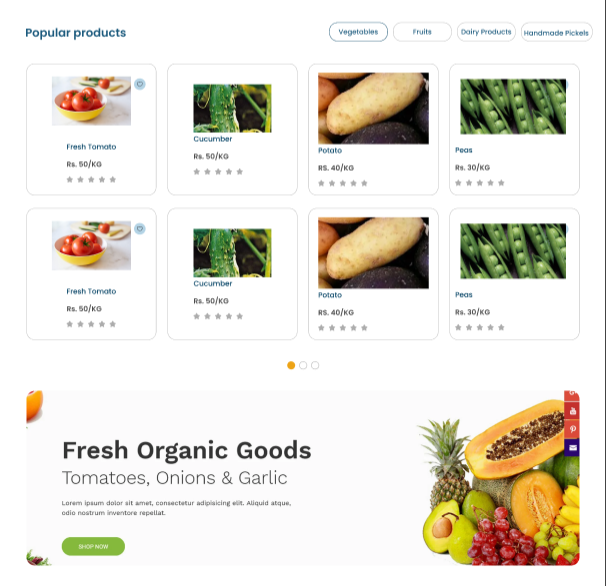 Popular products
Vegetables
Fruits
Dairy Products
Handmade Pickels
Fresh Tomato
Rs. 50/KG
Cucumber
Rs. 50/KG
Potato
RS. 40/KG
Peas
Rs. 30/KG
Fresh Tomato
Rs. 50/KG
Cucumber
Rs. 50/KG
Potato
RS. 40/KG
Peas
Rs. 30/KG
Fresh Organic Goods
Tomatoes, Onions & Garlic
Lorem ipsum dolor sit amet, consectetur adipisicing elit. Aliquid atque,
odio nostrum inventore repellat.
SHOP NOW